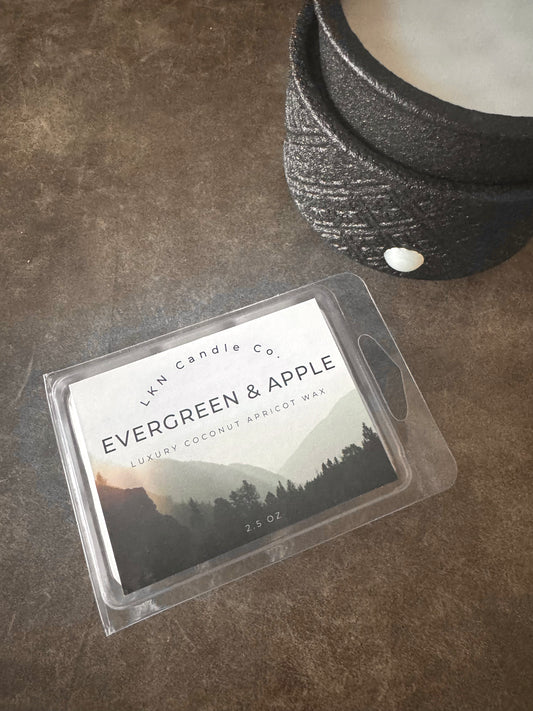 LKN Candle Co.
EVERGREEN & APPLE
LUXURY COCONUT APRICOT WAX
2.5 OZ